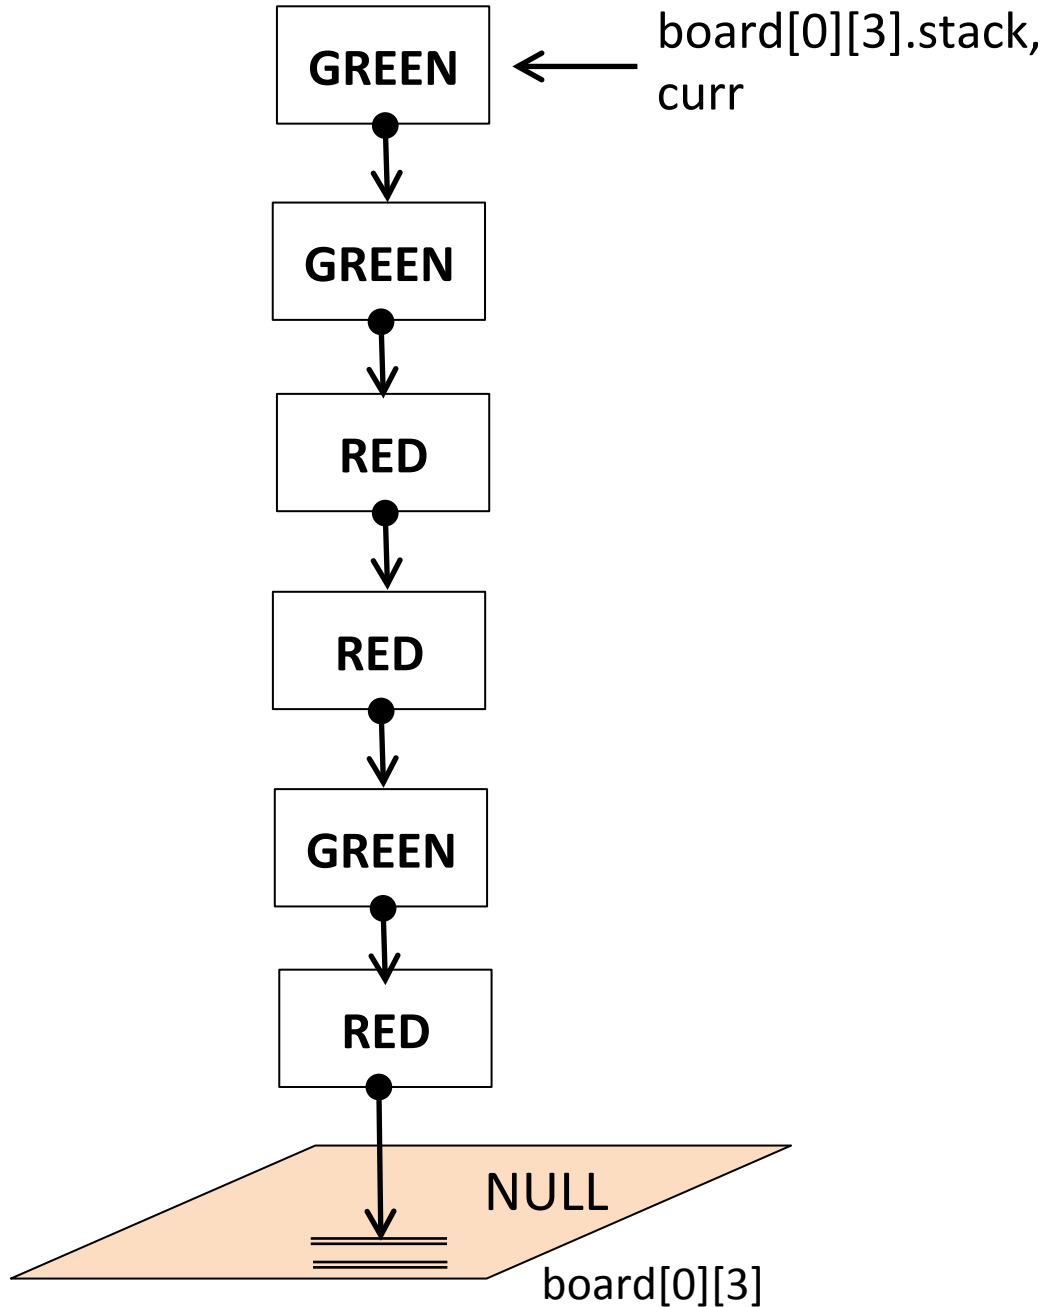 GREEN
board[0][3].stack,
curr
GREEN
RED
RED
GREEN
RED
NULL
board[0][3]